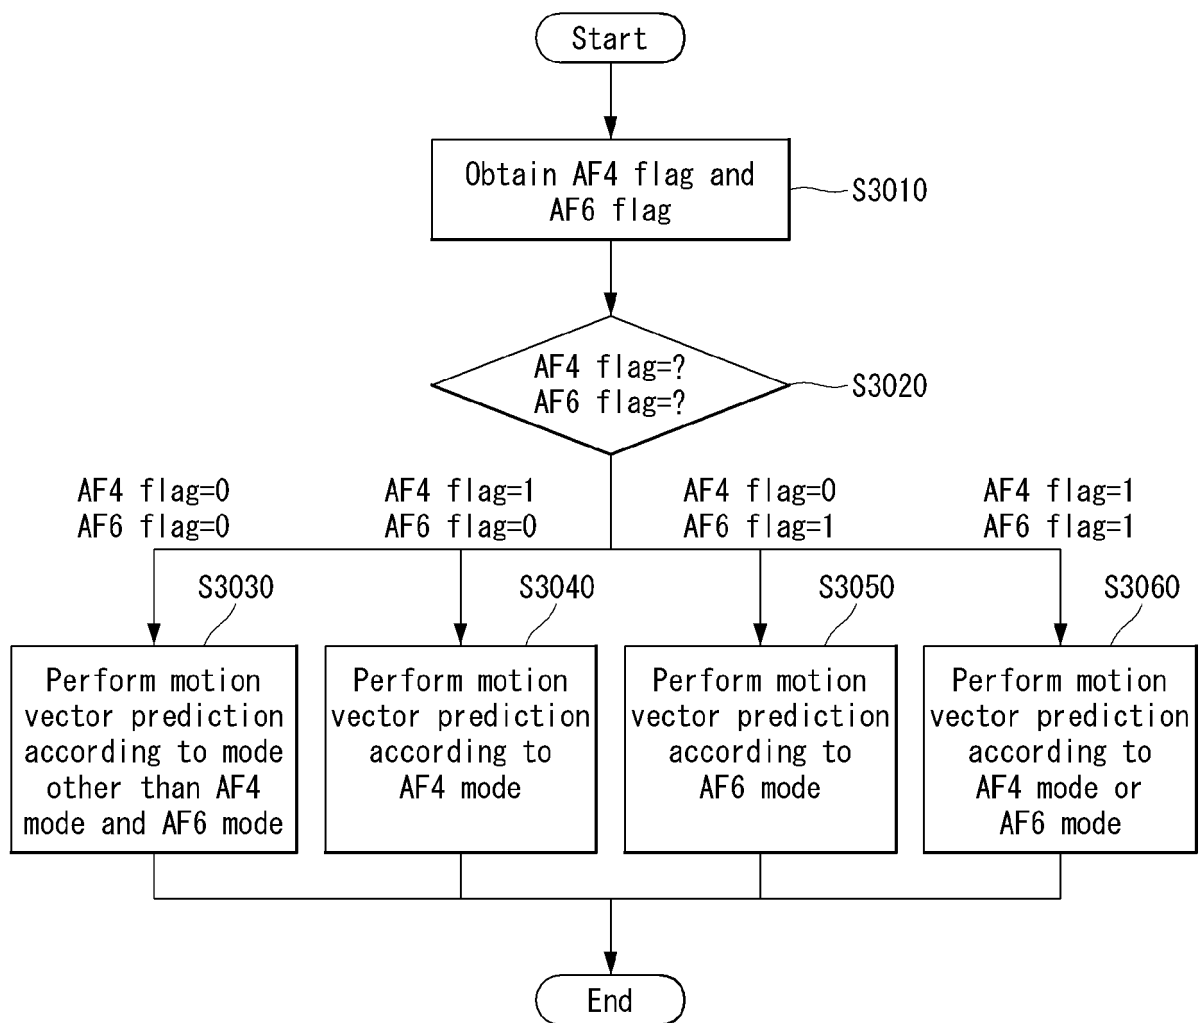 Start
Obtain AF4 flag and
AF6 flag
S3010
AF4 flag=?
AF6 flag=?
S3020
AF4 flag=0
AF6 flag=0
AF4 flag=1
AF6 flag=0
AF4 flag=0
AF6 flag=1
AF4 flag=1
AF6 flag=1
S3030
Perform motion
vector prediction
according to mode
other than AF4
mode and AF6 mode
S3040
Perform motion
vector prediction
according to
AF4 mode
S3050
Perform motion
vector prediction
according to
AF6 mode
S3060
Perform motion
vector prediction
according to
AF4 mode or
AF6 mode
End